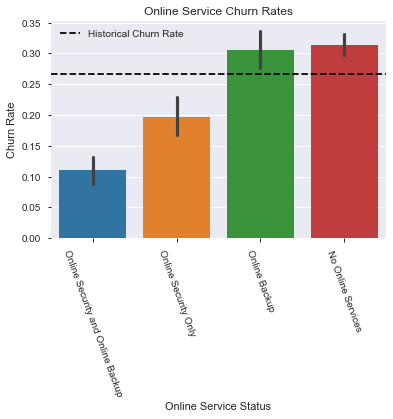 Online Service Churn Rates
Historical Churn Rate
0.35
0.30
0.25
0.20
0.15
0.10
0.05
0.00
Churn Rate
Online Security and Online Backup
Online Security Only
Online Backup
No Online Services
Online Service Status